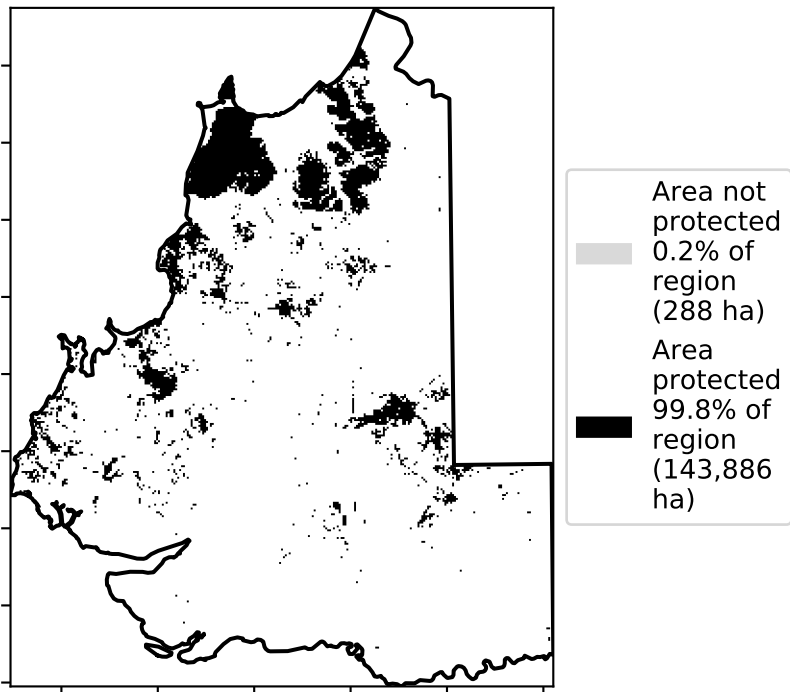 Area not
protected
0.2% of
region
(288 ha)
Area
protected
99.8% of
region
(143,886
ha)